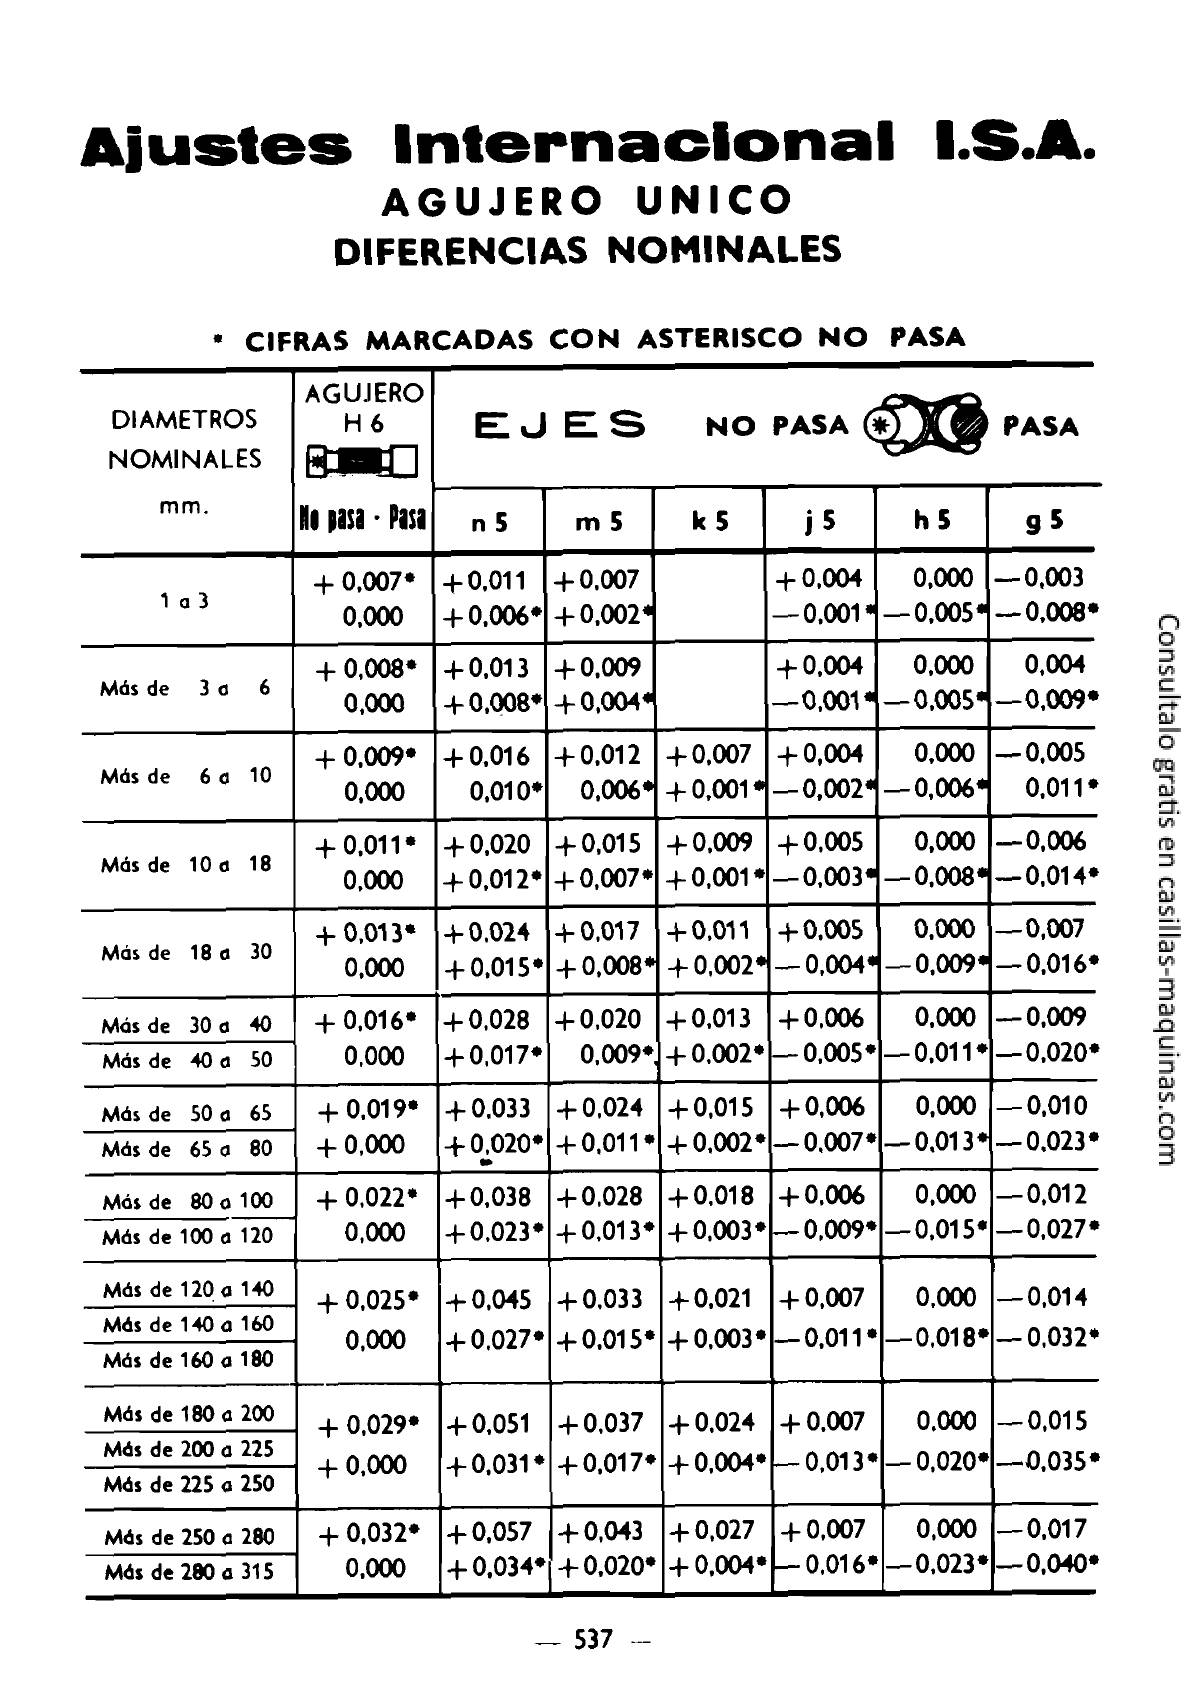 Ajustes Internacional I.S.A.
AGUJERO UNICO
DIFERENCIAS NOMINALES
* CIFRAS MARCADAS CON ASTERISCO NO PASA
DIAMETROS NOMINALES mm.
AGUJERO H 6
No pasa · Pasa
EJES NO PASA * PASA
n 5 m 5 k 5 j 5 h 5 g 5
1 a 3
+ 0,007* +0,011 +0,007 +0,004 0,000 —0,003
0,000 +0,006* +0,002* —0,001* —0,005* —0,008*
Más de 3 a 6
+ 0,008* +0,013 +0,009 +0,004 0,000 0,004
0,000 +0,008* +0,004* —0,001* —0,005* —0,009*
Más de 6 a 10
+ 0,009* +0,016 +0,012 +0,007 +0,004 0,000 —0,005
0,000 0,010* 0,006* +0,001* —0,002* —0,006* 0,011*
Más de 10 a 18
+ 0,011* +0,020 +0,015 +0,009 +0,005 0,000 —0,006
0,000 +0,012* +0,007* +0,001* —0,003* —0,008* —0,014*
Más de 18 a 30
+ 0,013* +0,024 +0,017 +0,011 +0,005 0,000 —0,007
0,000 +0,015* +0,008* +0,002* —0,004* —0,009* —0,016*
Más de 30 a 40 + 0,016* +0,028 +0,020 +0,013 +0,006 0,000 —0,009
Más de 40 a 50 0,000 +0,017* 0,009* +0,002* —0,005* —0,011* —0,020*
Más de 50 a 65 + 0,019* +0,033 +0,024 +0,015 +0,006 0,000 —0,010
Más de 65 a 80 + 0,000 +0,020* +0,011* +0,002* —0,007* —0,013* —0,023*
Más de 80 a 100 + 0,022* +0,038 +0,028 +0,018 +0,006 0,000 —0,012
Más de 100 a 120 0,000 +0,023* +0,013* +0,003* —0,009* —0,015* —0,027*
Más de 120 a 140
Más de 140 a 160
Más de 160 a 180
+ 0,025* +0,045 +0,033 +0,021 +0,007 0,000 —0,014
0,000 +0,027* +0,015* +0,003* —0,011* —0,018* —0,032*
Más de 180 a 200
Más de 200 a 225
Más de 225 a 250
+ 0,029* +0,051 +0,037 +0,024 +0,007 0,000 —0,015
+ 0,000 +0,031* +0,017* +0,004* —0,013* —0,020* —0,035*
Más de 250 a 280 + 0,032* +0,057 +0,043 +0,027 +0,007 0,000 —0,017
Más de 280 a 315 0,000 +0,034* +0,020* +0,004* —0,016* —0,023* —0,040*
— 537 —
Consultalo gratis en casillas-maquinas.com